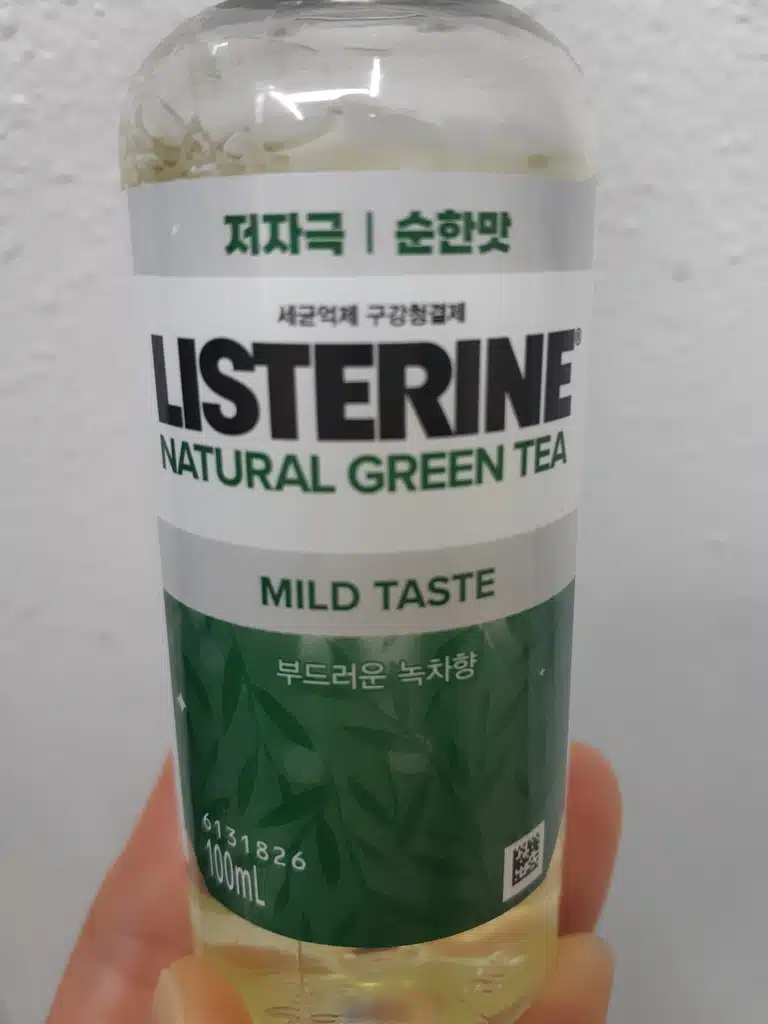 저자극 | 순한맛
세균억제 구강청결제
LISTERINE®
NATURAL GREEN TEA
MILD TASTE
부드러운 녹차향
6131826
100mL